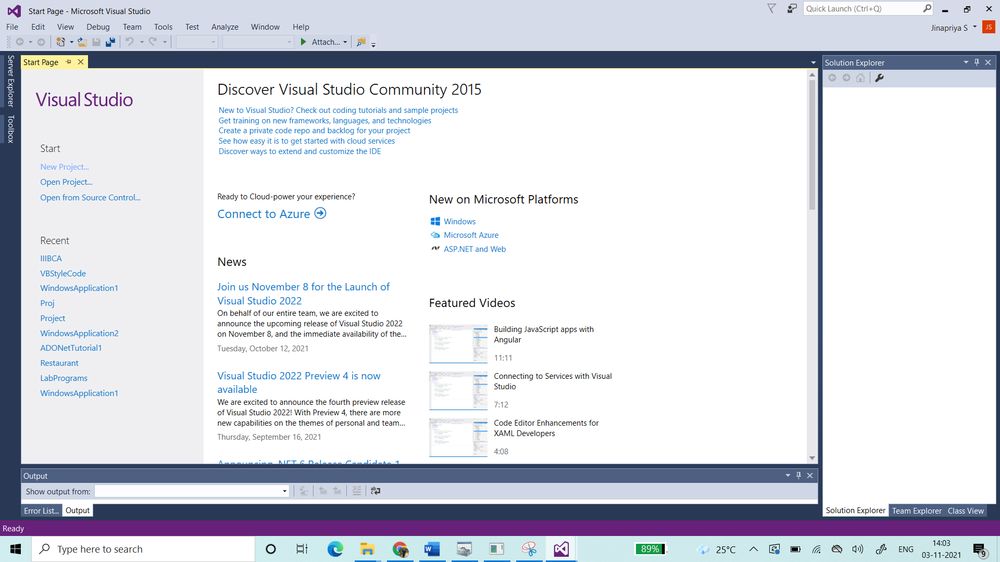 Start Page - Microsoft Visual Studio
Quick Launch (Ctrl+Q)
File Edit View Debug Team Tools Test Analyze Window Help
Jinapriya S JS
Attach...
Server Explorer
Toolbox
Start Page
Solution Explorer
Visual Studio
Start
New Project...
Open Project...
Open from Source Control...
Recent
IIIBCA
VBStyleCode
WindowsApplication1
Proj
Project
WindowsApplication2
ADONetTutorial1
Restaurant
LabPrograms
WindowsApplication1
Discover Visual Studio Community 2015
New to Visual Studio? Check out coding tutorials and sample projects
Get training on new frameworks, languages, and technologies
Create a private code repo and backlog for your project
See how easy it is to get started with cloud services
Discover ways to extend and customize the IDE
Ready to Cloud-power your experience?
Connect to Azure
News
Join us November 8 for the Launch of
Visual Studio 2022
On behalf of our entire team, we are excited to
announce the upcoming release of Visual Studio 2022
on November 8, and the immediate availability of the...
Tuesday, October 12, 2021
Visual Studio 2022 Preview 4 is now
available
We are excited to announce the fourth preview release
of Visual Studio 2022! With Preview 4, there are more
new capabilities on the themes of personal and team...
Thursday, September 16, 2021
Announcing .NET 6 Release Candidate 1
New on Microsoft Platforms
Windows
Microsoft Azure
ASP.NET and Web
Featured Videos
Building JavaScript apps with
Angular
11:11
Connecting to Services with Visual
Studio
7:12
Code Editor Enhancements for
XAML Developers
4:08
Output
Show output from:
Error List... Output
Solution Explorer Team Explorer Class View
Ready
Type here to search
89%
25°C
ENG
14:03
03-11-2021
9